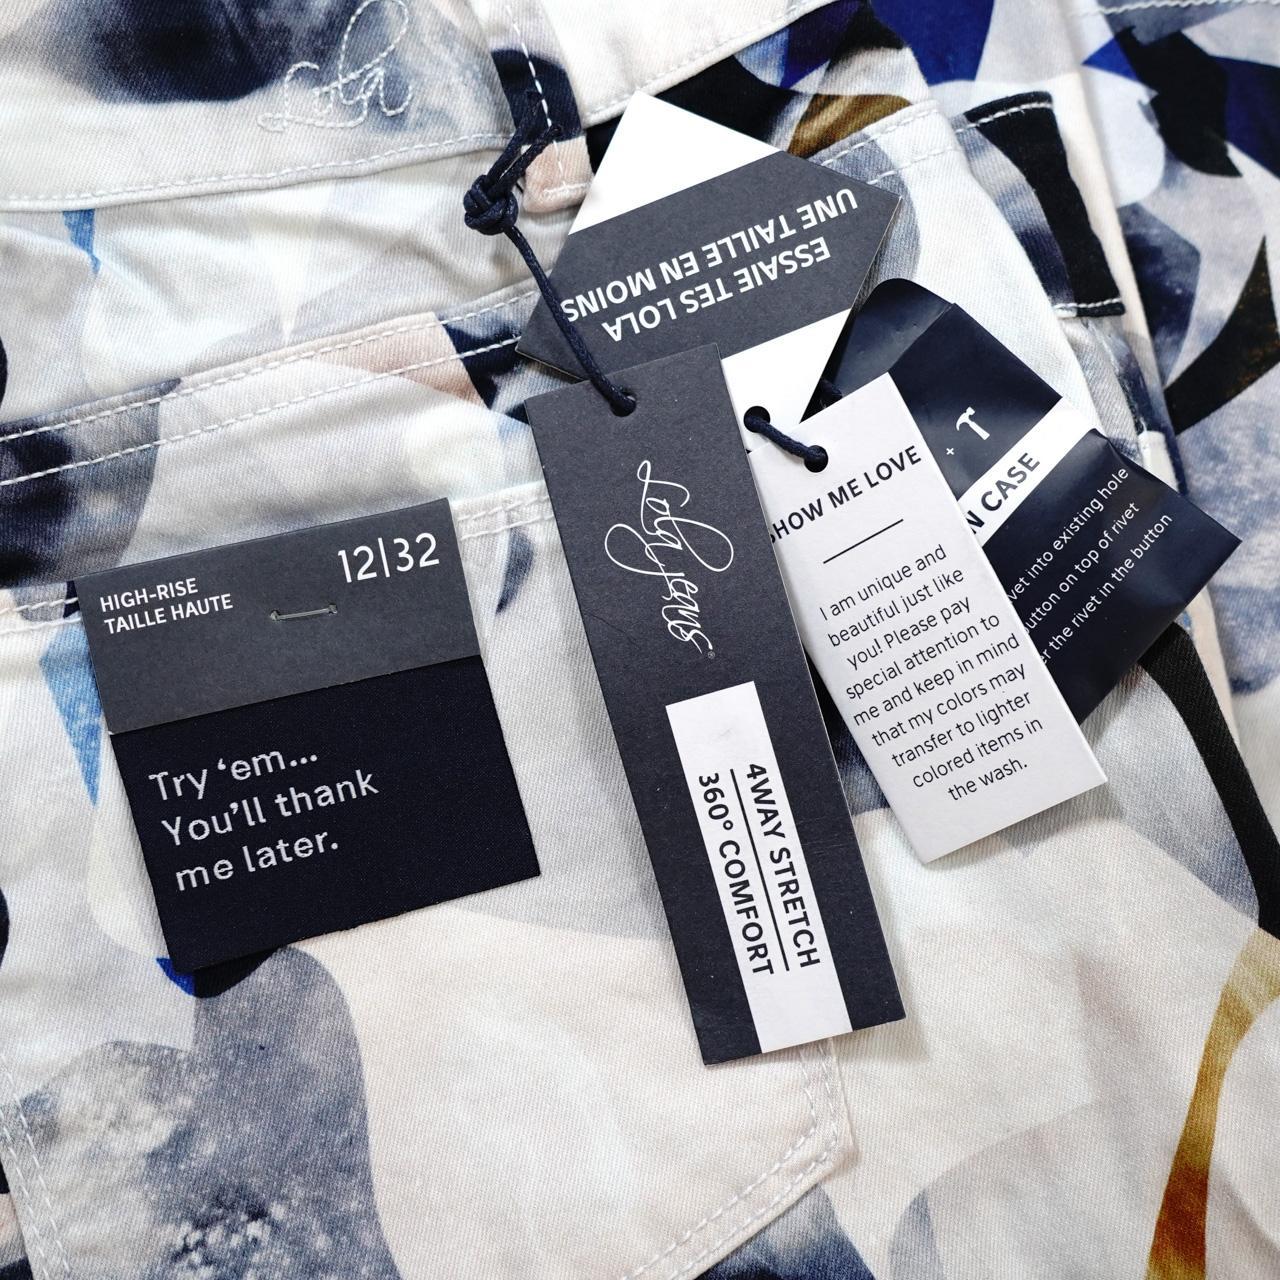 Lola
UNE TAILLE EN MOINS
ESSAIE TES LOLA
HIGH-RISE
TAILLE HAUTE
12|32
Try ‘em...
You’ll thank
me later.
Lola Jeans®
4WAY STRETCH
360° COMFORT
SHOW ME LOVE
I am unique and
beautiful just like
you! Please pay
special attention to
me and keep in mind
that my colors may
transfer to lighter
colored items in
the wash.
+
CASE
into existing hole
button on top of rivet
the rivet in the button